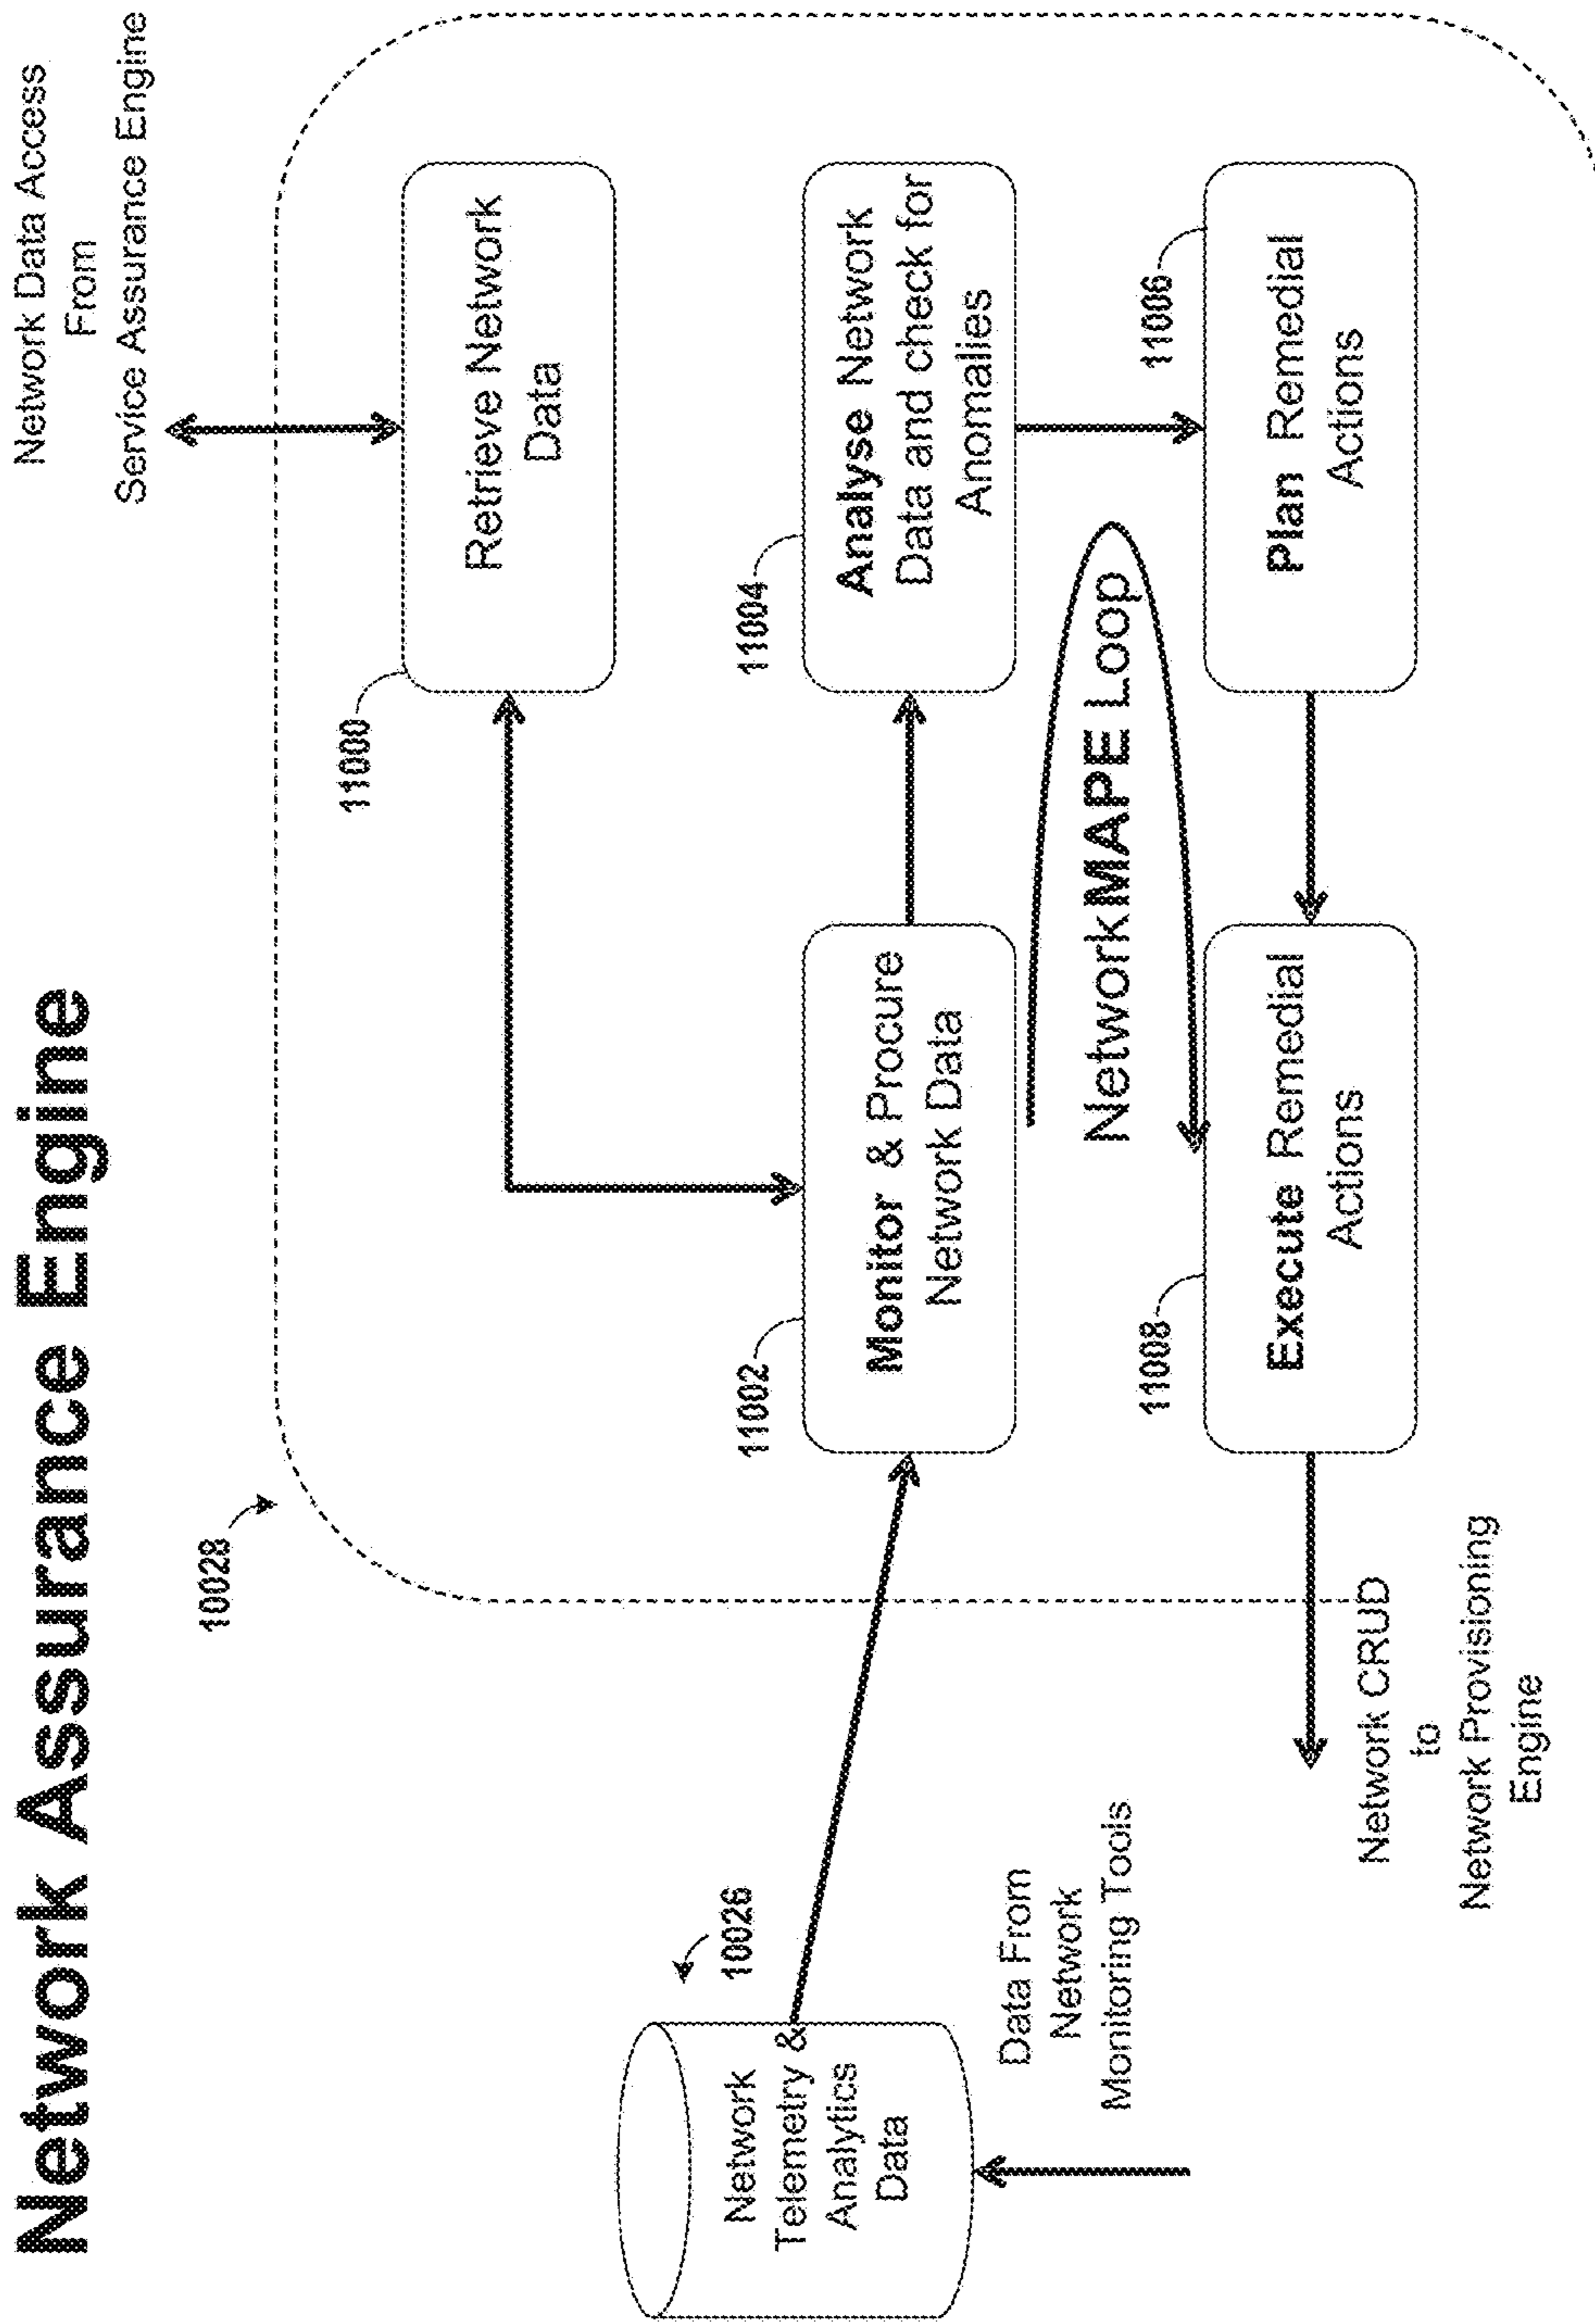 Network Assurance Engine
Network Data Access
From
Service Assurance Engine
10028
11000
Retrieve Network
Data
10026
Network
Telemetry &
Analytics
Data
Data From
Network
Monitoring Tools
11002
Monitor & Procure
Network Data
11004
Analyse Network
Data and check for
Anomalies
NetworkMAPE Loop
11008
Execute Remedial
Actions
11006
Plan Remedial
Actions
Network CRUD
to
Network Provisioning
Engine